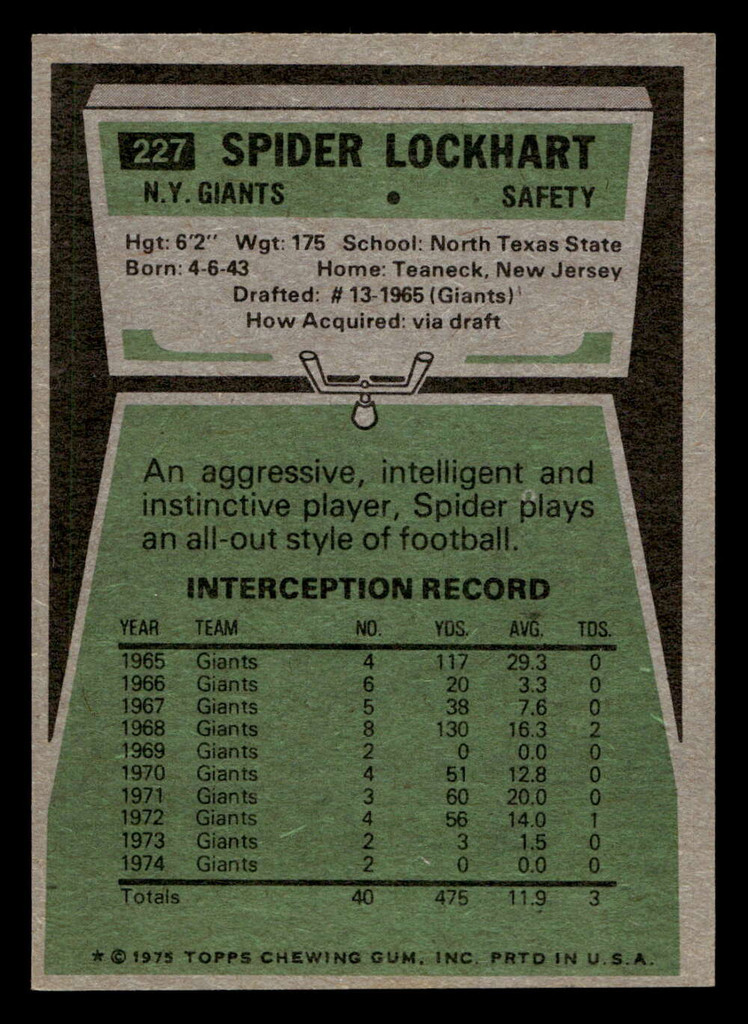 227 SPIDER LOCKHART
N.Y. GIANTS • SAFETY
Hgt: 6'2" Wgt: 175 School: North Texas State
Born: 4-6-43 Home: Teaneck, New Jersey
Drafted: # 13-1965 (Giants)
How Acquired: via draft
An aggressive, intelligent and
instinctive player, Spider plays
an all-out style of football.
INTERCEPTION RECORD
YEAR TEAM NO. YDS. AVG. TDS.
1965 Giants 4 117 29.3 0
1966 Giants 6 20 3.3 0
1967 Giants 5 38 7.6 0
1968 Giants 8 130 16.3 2
1969 Giants 2 0 0.0 0
1970 Giants 4 51 12.8 0
1971 Giants 3 60 20.0 0
1972 Giants 4 56 14.0 1
1973 Giants 2 3 1.5 0
1974 Giants 2 0 0.0 0
Totals 40 475 11.9 3
* © 1975 TOPPS CHEWING GUM, INC. PRTD IN U.S.A.